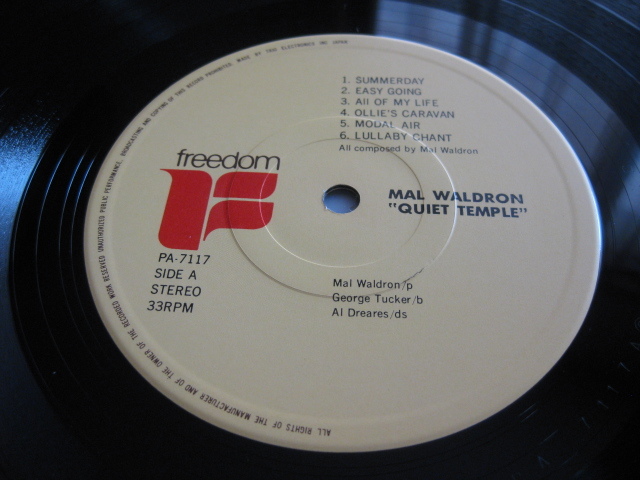 1. SUMMERDAY
2. EASY GOING
3. All OF MY LIFE
4. OLLIE'S CARAVAN
5. MODAL AIR
6. LULLABY CHANT
All composed by Mal Waldron
freedom
MAL WALDRON
"QUIET TEMPLE"
PA-7117
SIDE A
STEREO
33RPM
Mal Waldron/p
George Tucker/b
Al Dreares/ds
ALL RIGHTS OF THE MANUFACTURER AND OF THE OWNER OF THE RECORDED WORK RESERVED UNAUTHORIZED PUBLIC PERFORMANCE, BROADCASTING AND COPYING OF THIS RECORD PROHIBITED. MADE BY TRIO ELECTRONICS INC JAPAN